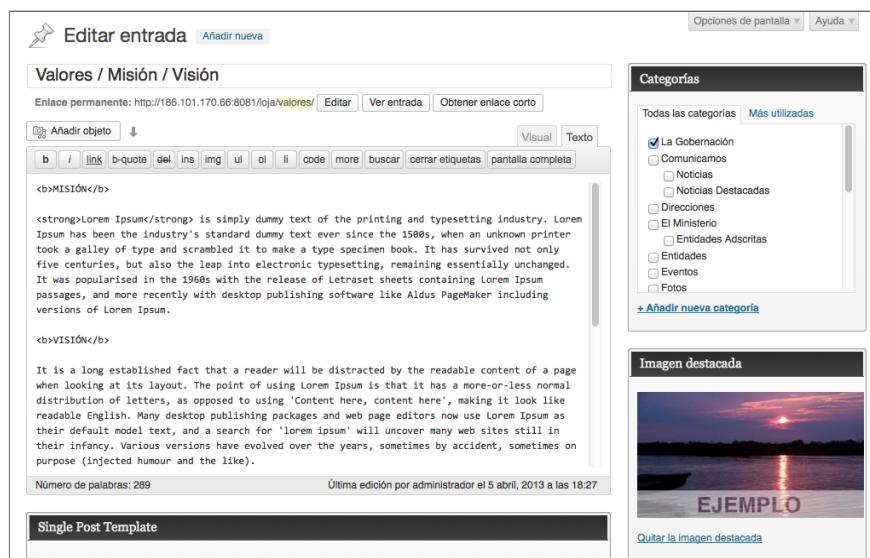 Opciones de pantalla
Ayuda
Editar entrada
Añadir nueva
Valores / Misión / Visión
Enlace permanente: http://186.101.170.66:8081/loja/valores/
Editar
Ver entrada
Obtener enlace corto
Añadir objeto
Visual
Texto
b i link b-quote del ins img ul ol li code more buscar cerrar etiquetas pantalla completa
<b>MISIÓN</b>
<strong>Lorem Ipsum</strong> is simply dummy text of the printing and typesetting industry. Lorem
Ipsum has been the industry's standard dummy text ever since the 1500s, when an unknown printer
took a galley of type and scrambled it to make a type specimen book. It has survived not only
five centuries, but also the leap into electronic typesetting, remaining essentially unchanged.
It was popularised in the 1960s with the release of Letraset sheets containing Lorem Ipsum
passages, and more recently with desktop publishing software like Aldus PageMaker including
versions of Lorem Ipsum.
<b>VISIÓN</b>
It is a long established fact that a reader will be distracted by the readable content of a page
when looking at its layout. The point of using Lorem Ipsum is that it has a more-or-less normal
distribution of letters, as opposed to using 'Content here, content here', making it look like
readable English. Many desktop publishing packages and web page editors now use Lorem Ipsum as
their default model text, and a search for 'lorem ipsum' will uncover many web sites still in
their infancy. Various versions have evolved over the years, sometimes by accident, sometimes on
purpose (injected humour and the like).
Número de palabras: 289
Última edición por administrador el 5 abril, 2013 a las 18:27
Single Post Template
Categorías
Todas las categorías
Más utilizadas
La Gobernación
Comunicamos
Noticias
Noticias Destacadas
Direcciones
El Ministerio
Entidades Adscritas
Entidades
Eventos
Fotos
+ Añadir nueva categoría
Imagen destacada
EJEMPLO
Quitar la imagen destacada